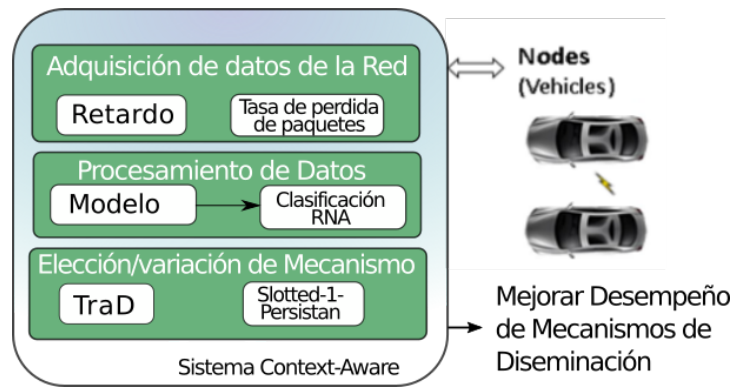 Adquisición de datos de la Red
Retardo
Tasa de perdida
de paquetes
Procesamiento de Datos
Modelo
Clasificación
RNA
Elección/variación de Mecanismo
TraD
Slotted-1-
Persistan
Sistema Context-Aware
Nodes
(Vehicles)
Mejorar Desempeño
de Mecanismos de
Diseminación